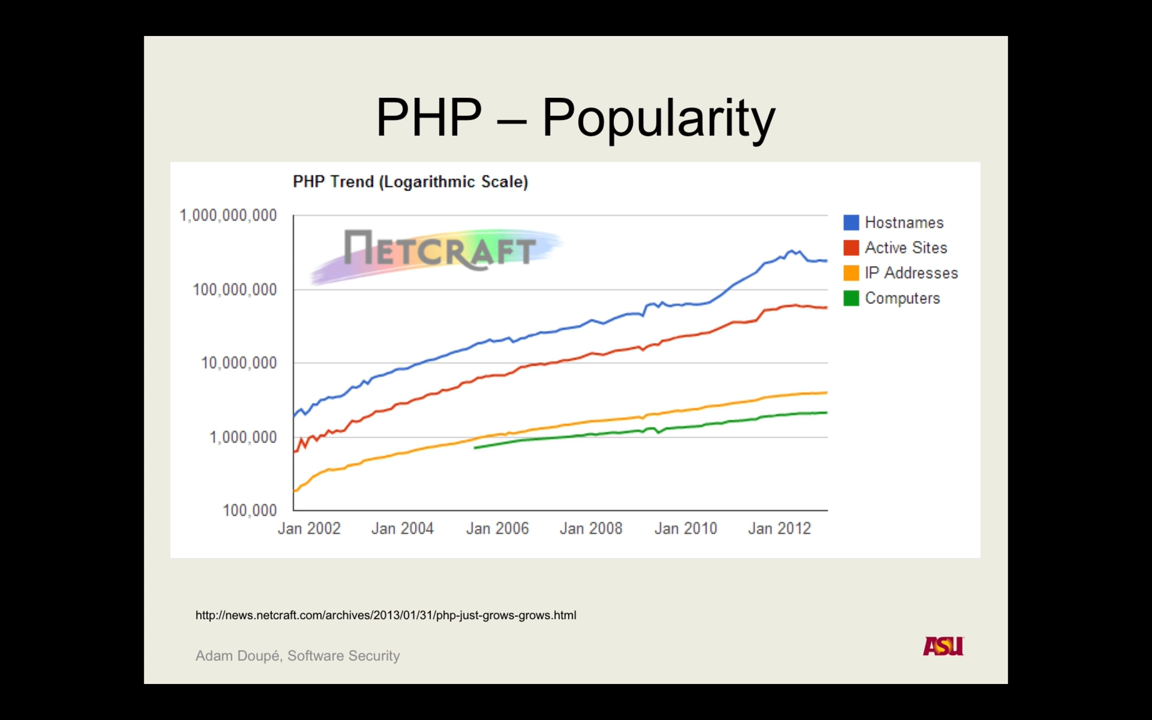 PHP – Popularity
PHP Trend (Logarithmic Scale)
1,000,000,000
100,000,000
10,000,000
1,000,000
100,000
NETCRAFT
Hostnames
Active Sites
IP Addresses
Computers
Jan 2002 Jan 2004 Jan 2006 Jan 2008 Jan 2010 Jan 2012
http://news.netcraft.com/archives/2013/01/31/php-just-grows-grows.html
Adam Doupé, Software Security
ASU